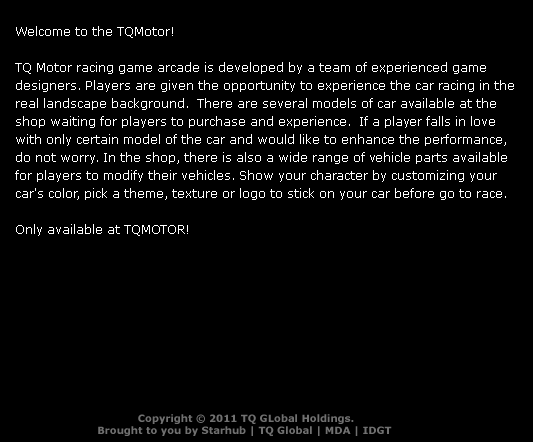 Welcome to the TQMotor!
TQ Motor racing game arcade is developed by a team of experienced game
designers. Players are given the opportunity to experience the car racing in the
real landscape background.  There are several models of car available at the
shop waiting for players to purchase and experience.  If a player falls in love
with only certain model of the car and would like to enhance the performance,
do not worry. In the shop, there is also a wide range of vehicle parts available
for players to modify their vehicles. Show your character by customizing your
car's color, pick a theme, texture or logo to stick on your car before go to race.
Only available at TQMOTOR!
Copyright © 2011 TQ GLobal Holdings.
Brought to you by Starhub | TQ Global | MDA | IDGT